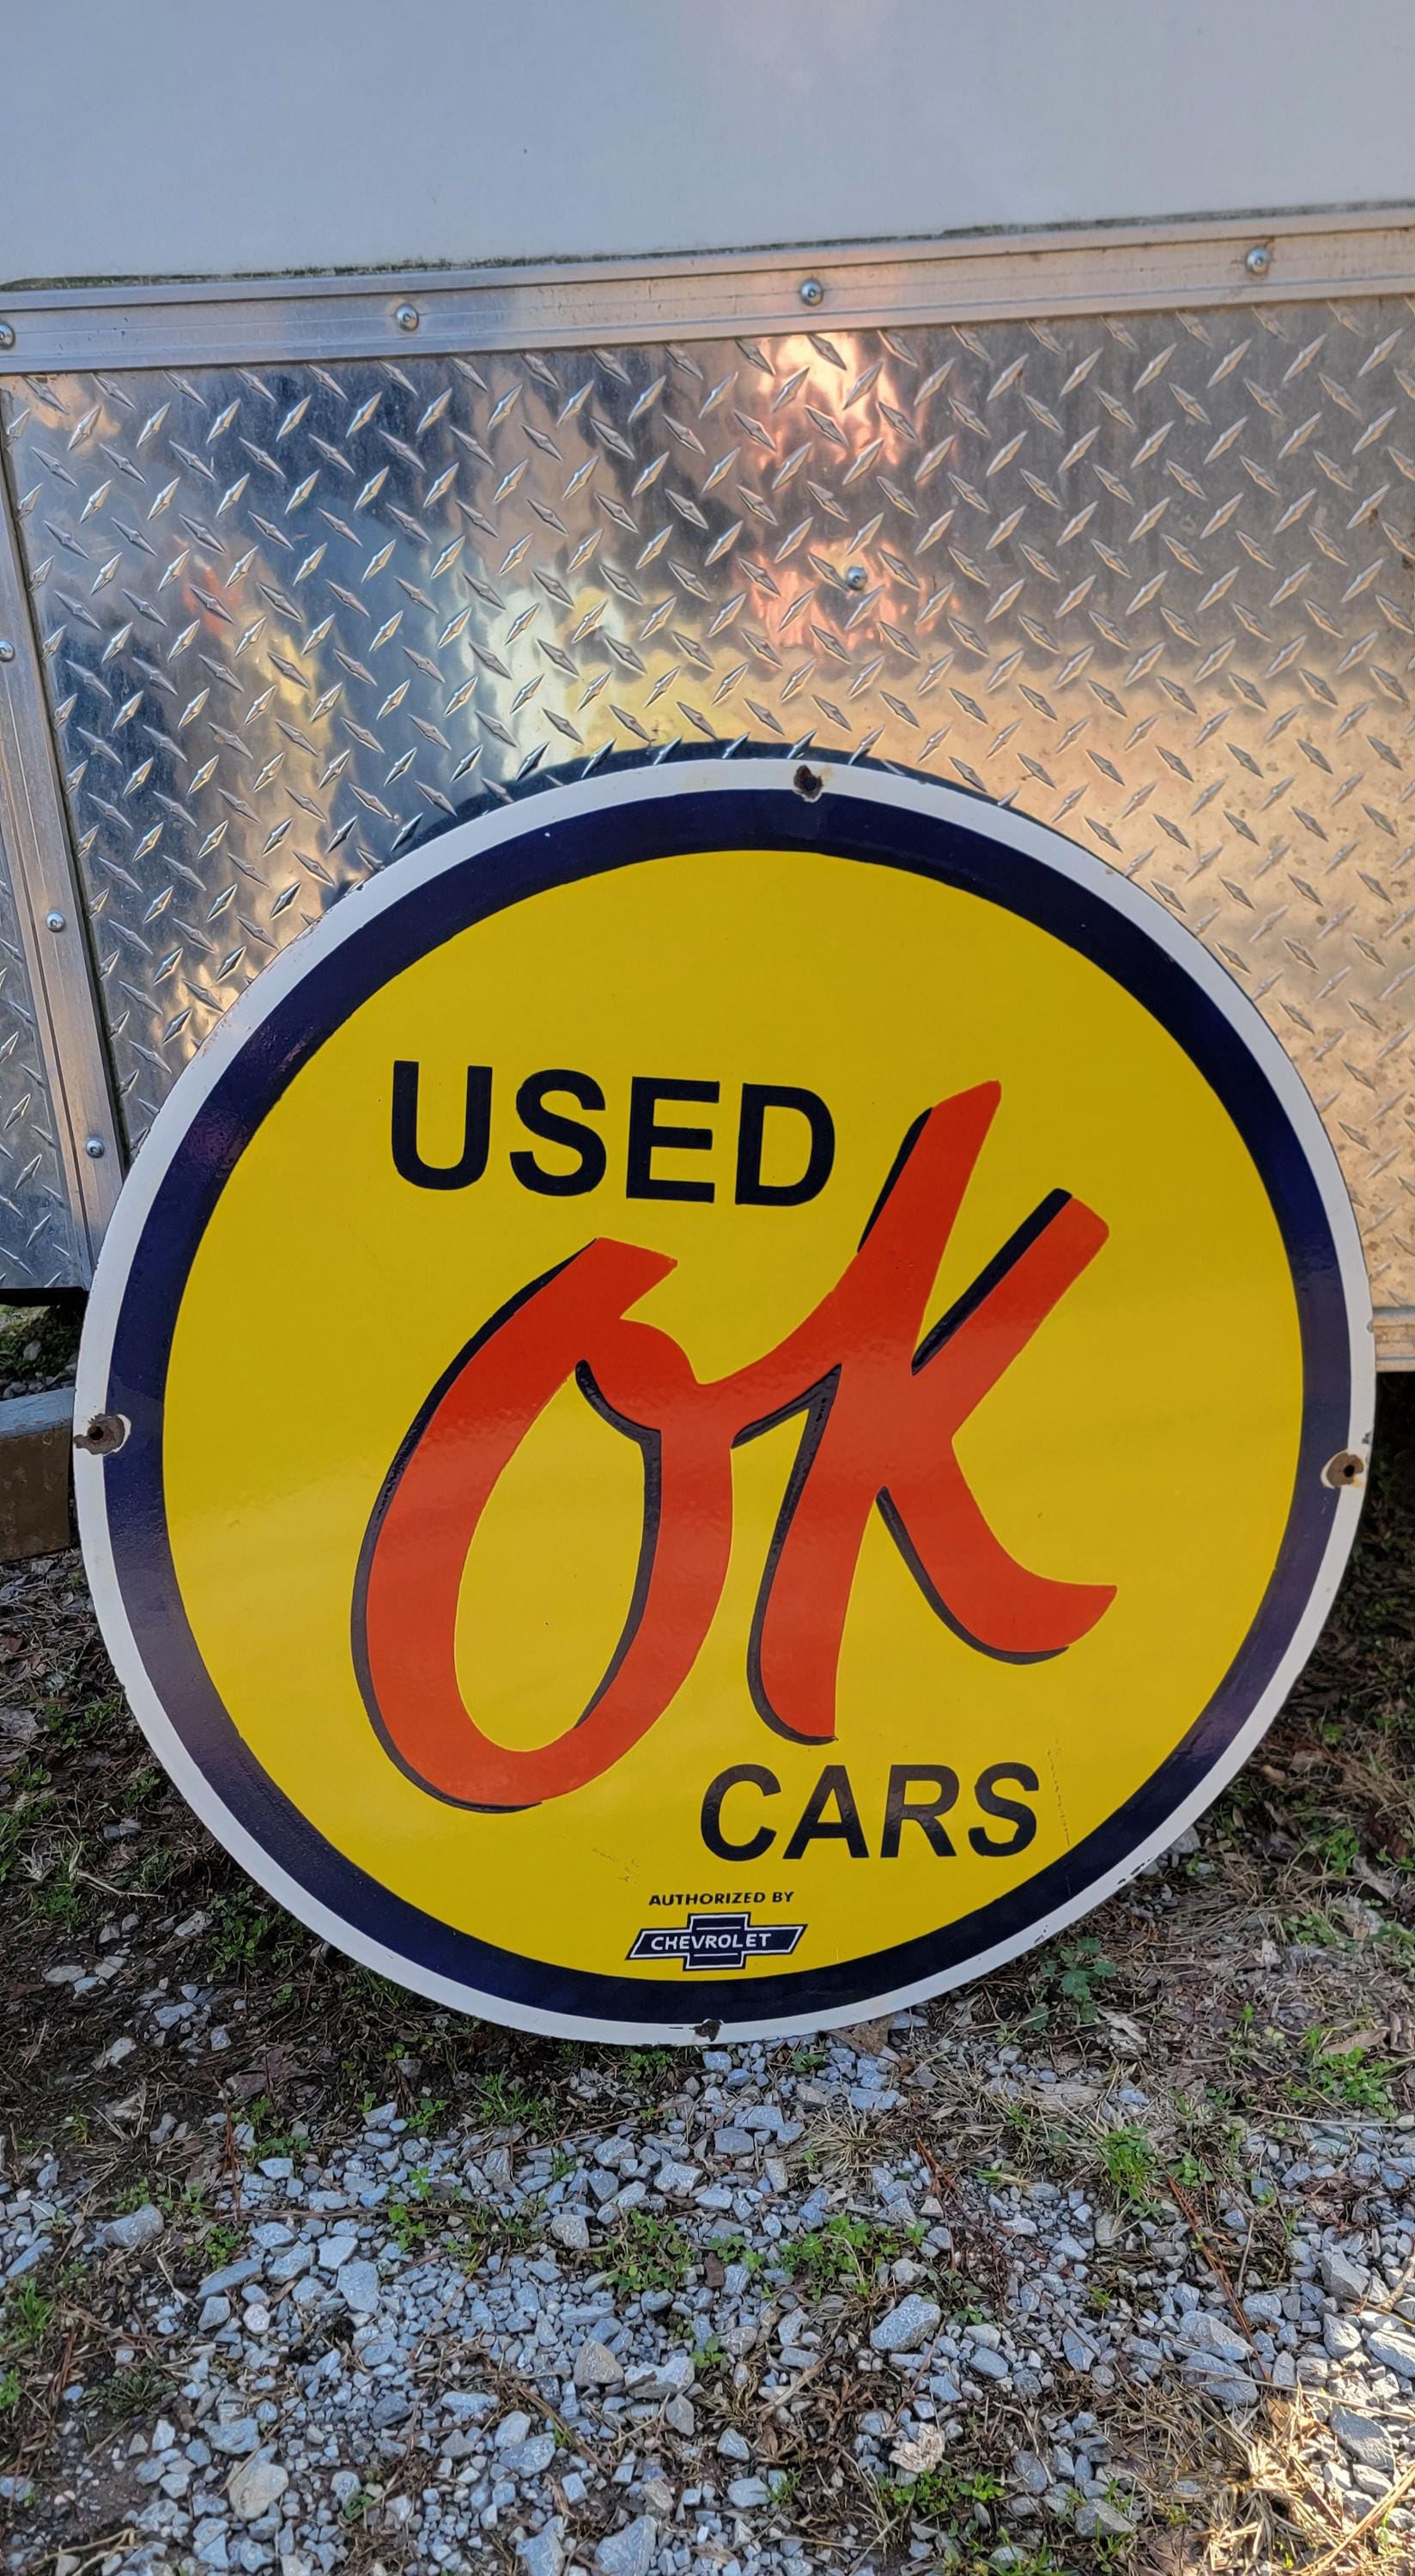 USED
OK
CARS
AUTHORIZED BY
CHEVROLET